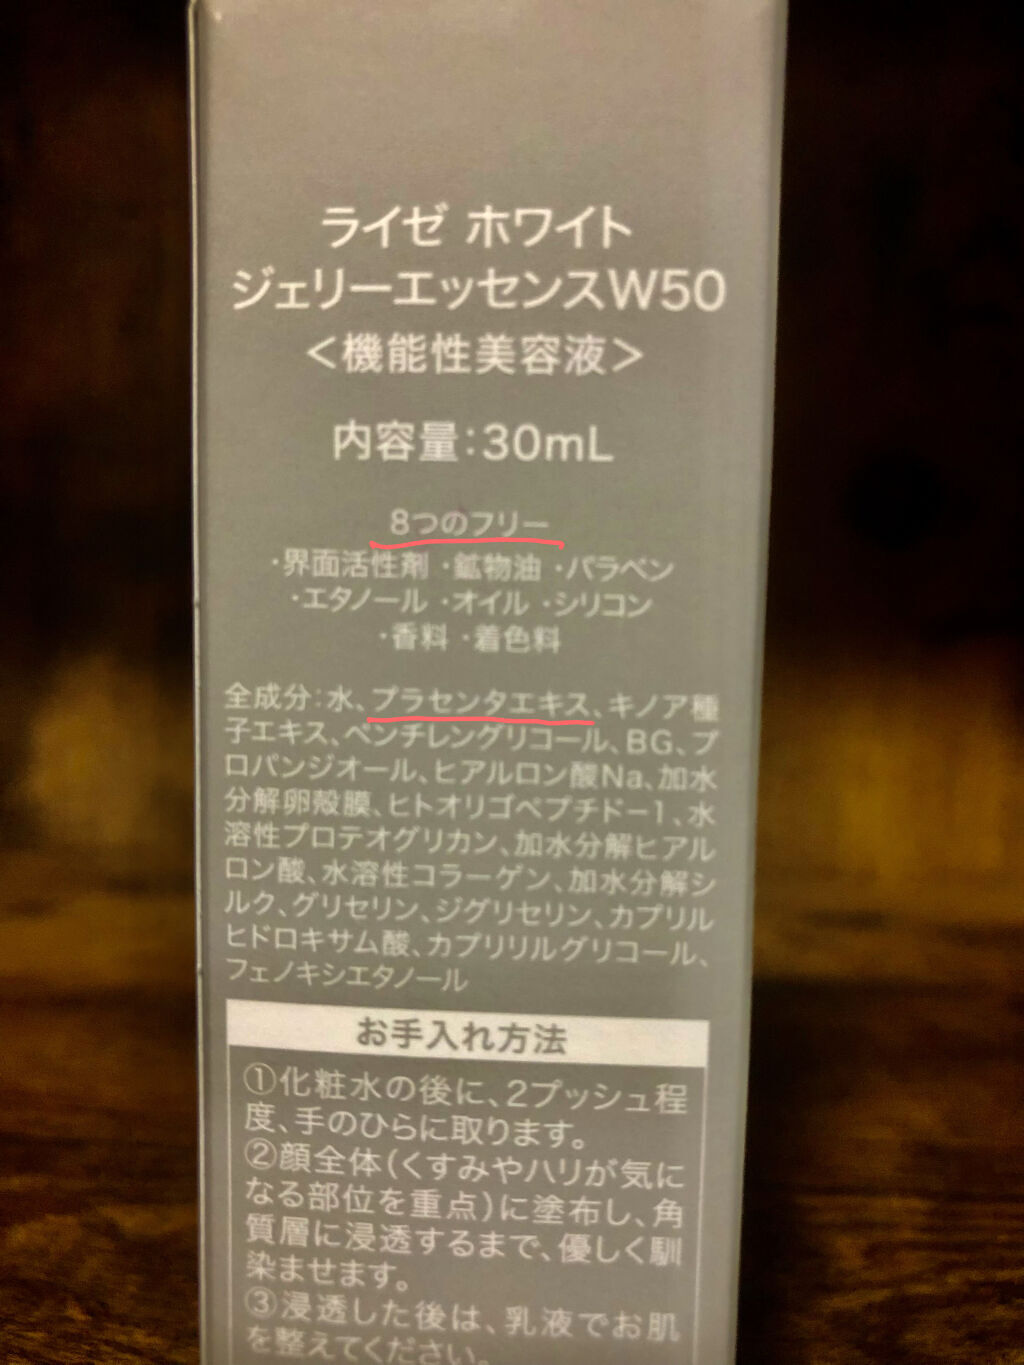 ライゼ ホワイト
ジェリーエッセンスW50
<機能性美容液>
内容量:30mL
8つのフリー
・界面活性剤 ・鉱物油 ・パラベン
・エタノール ・オイル ・シリコン
・香料 ・着色料
全成分:水、プラセンタエキス、キノア種
子エキス、ペンチレングリコール、BG、プ
ロパンジオール、ヒアルロン酸Na、加水
分解卵殻膜、ヒトオリゴペプチドー1、水
溶性プロテオグリカン、加水分解ヒアル
ロン酸、水溶性コラーゲン、加水分解シ
ルク、グリセリン、ジグリセリン、カプリル
ヒドロキサム酸、カプリリルグリコール、
フェノキシエタノール
お手入れ方法
①化粧水の後に、2プッシュ程
度、手のひらに取ります。
②顔全体(くすみやハリが気に
なる部位を重点)に塗布し、角
質層に浸透するまで、優しく馴
染ませます。
③浸透した後は、乳液でお肌
を整えてください。